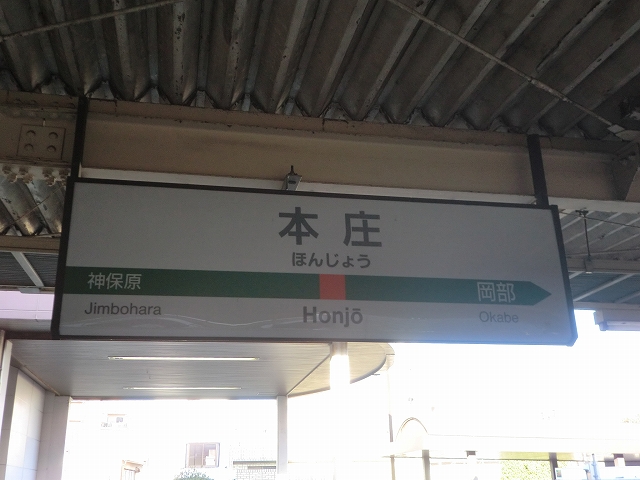 本庄
ほんじょう
神保原
岡部
Jimbohara
Honjō
Okabe